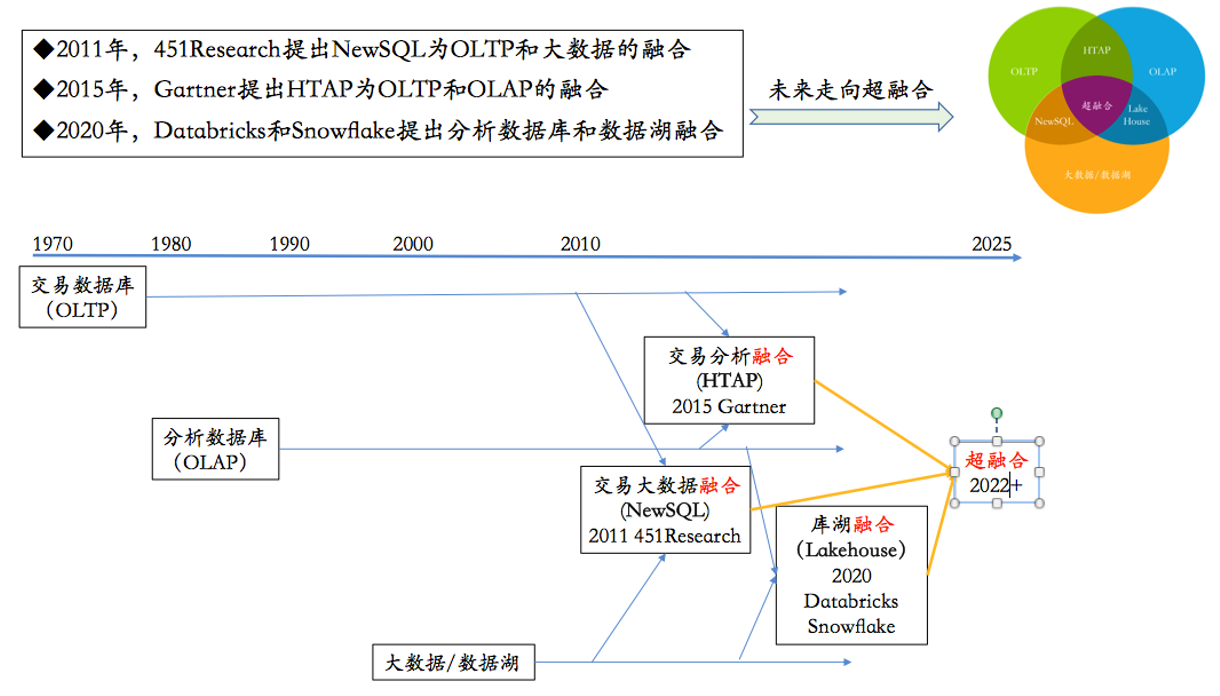 ◆2011年，451Research提出NewSQL为OLTP和大数据的融合
◆2015年，Gartner提出HTAP为OLTP和OLAP的融合
◆2020年，Databricks和Snowflake提出分析数据库和数据湖融合
未来走向超融合
HTAP
OLTP
OLAP
超融合
Lake
House
NewSQL
大数据/数据湖
1970
1980
1990
2000
2010
2025
交易数据库
（OLTP）
交易分析融合
(HTAP)
2015 Gartner
分析数据库
（OLAP）
超融合
2022+
交易大数据融合
(NewSQL)
2011 451Research
库湖融合
（Lakehouse）
2020
Databricks
Snowflake
大数据/数据湖